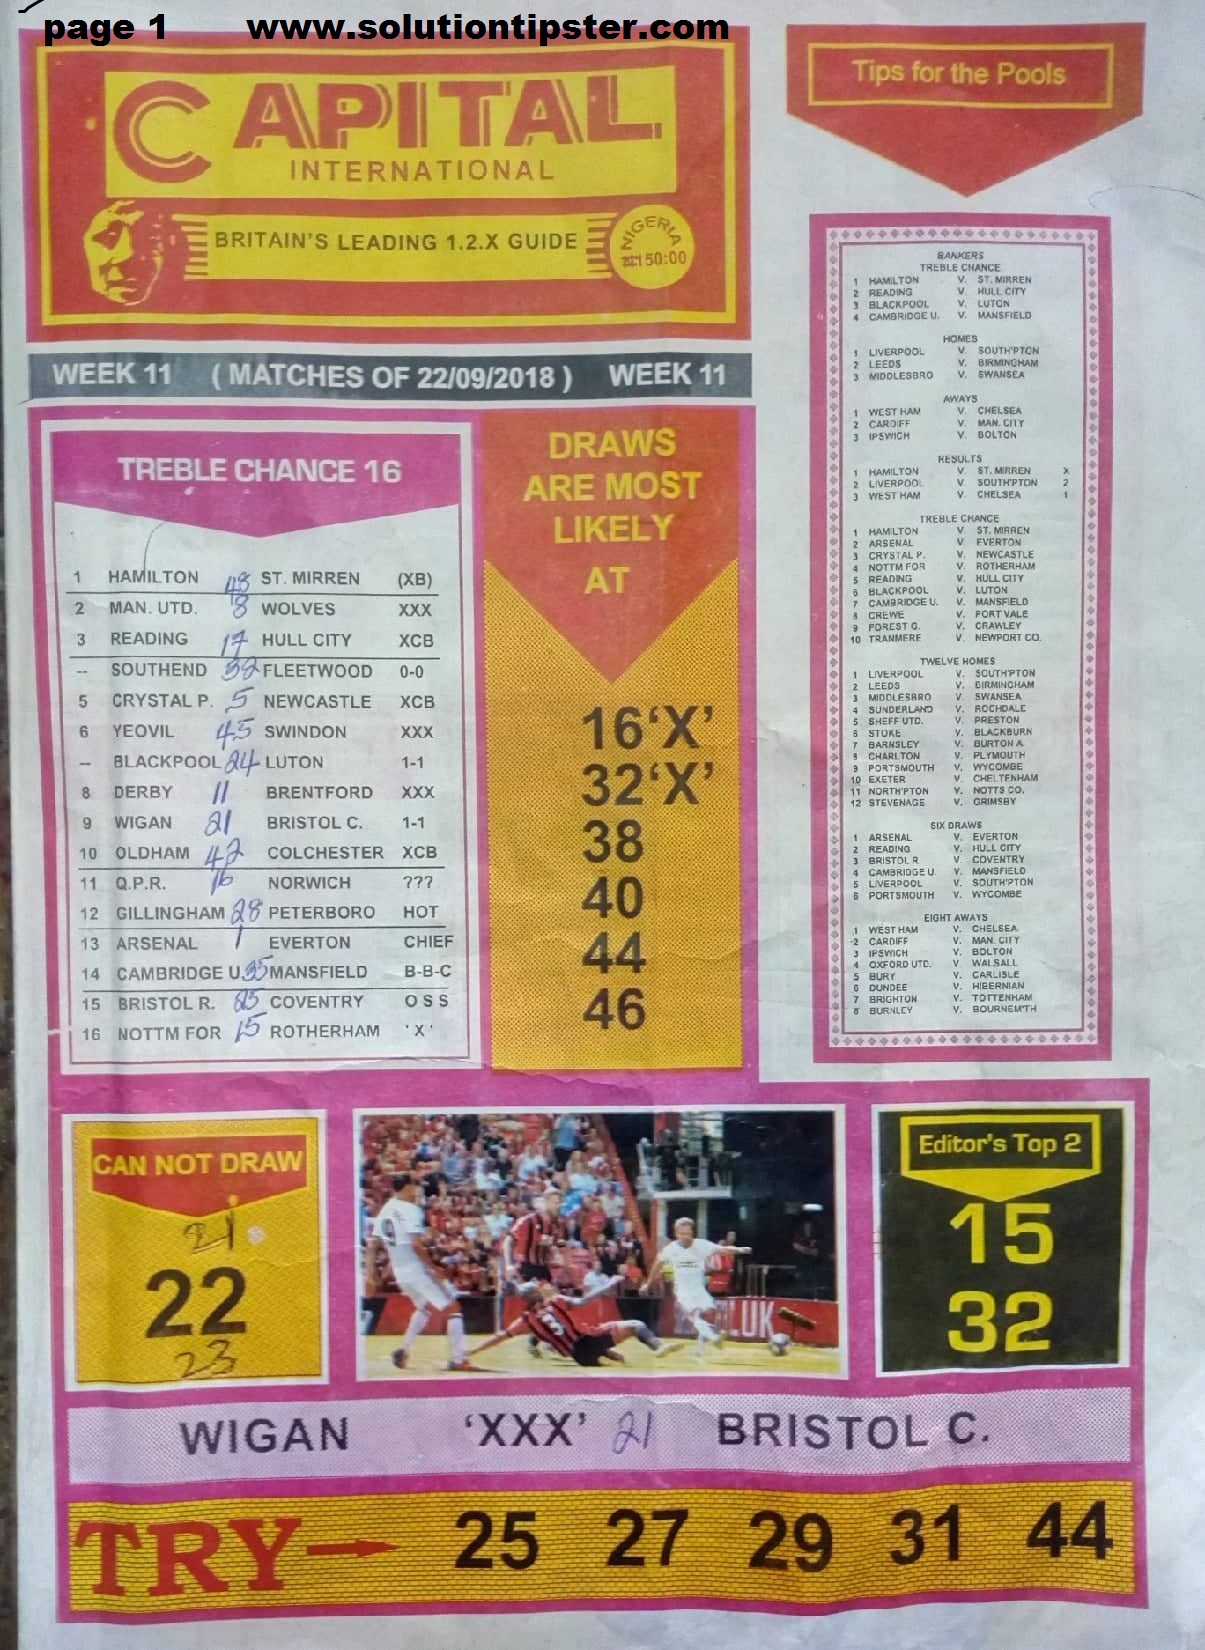 page 1 www.solutiontipster.com
CAPITAL
INTERNATIONAL
BRITAIN'S LEADING 1.2.X GUIDE
NIGERIA
150:00
WEEK 11 ( MATCHES OF 22/09/2018 ) WEEK 11
TREBLE CHANCE 16
1 HAMILTON 48 ST. MIRREN (XB)
2 MAN. UTD. 8 WOLVES XXX
3 READING 17 HULL CITY XCB
-- SOUTHEND 32 FLEETWOOD 0-0
5 CRYSTAL P. 5 NEWCASTLE XCB
6 YEOVIL 45 SWINDON XXX
-- BLACKPOOL 24 LUTON 1-1
8 DERBY 11 BRENTFORD XXX
9 WIGAN 21 BRISTOL C. 1-1
10 OLDHAM 42 COLCHESTER XCB
11 Q.P.R. 16 NORWICH ???
12 GILLINGHAM 28 PETERBORO HOT
13 ARSENAL 1 EVERTON CHIEF
14 CAMBRIDGE U. 35 MANSFIELD B-B-C
15 BRISTOL R. 25 COVENTRY O S S
16 NOTTM FOR 15 ROTHERHAM 'X'
DRAWS
ARE MOST
LIKELY
AT
16'X'
32'X'
38
40
44
46
Tips for the Pools
BANKERS
TREBLE CHANCE
1 HAMILTON V. ST. MIRREN
2 READING V. HULL CITY
3 BLACKPOOL V. LUTON
4 CAMBRIDGE U. V. MANSFIELD
HOMES
1 LIVERPOOL V. SOUTH'PTON
2 LEEDS V. BIRMINGHAM
3 MIDDLESBRO V. SWANSEA
AWAYS
1 WEST HAM V. CHELSEA
2 CARDIFF V. MAN. CITY
3 IPSWICH V. BOLTON
RESULTS
1 HAMILTON V. ST. MIRREN X
2 LIVERPOOL V. SOUTH'PTON 2
3 WEST HAM V. CHELSEA 1
TREBLE CHANCE
1 HAMILTON V ST. MIRREN
2 ARSENAL V. EVERTON
3 CRYSTAL P. V. NEWCASTLE
4 NOTTM FOR V. ROTHERHAM
5 READING V. HULL CITY
6 BLACKPOOL V. LUTON
7 CAMBRIDGE U. V. MANSFIELD
8 CREWE V. PORT VALE
9 FOREST G. V. CRAWLEY
10 TRANMERE V. NEWPORT CO.
TWELVE HOMES
1 LIVERPOOL V. SOUTH'PTON
2 LEEDS V. BIRMINGHAM
3 MIDDLESBRO V. SWANSEA
4 SUNDERLAND V. ROCHDALE
5 SHEFF UTD. V. PRESTON
6 STOKE V. BLACKBURN
7 BARNSLEY V. BURTON A.
8 CHARLTON V. PLYMOUTH
9 PORTSMOUTH V. WYCOMBE
10 EXETER V. CHELTENHAM
11 NORTH'PTON V. NOTTS CO.
12 STEVENAGE V. GRIMSBY
SIX DRAWS
1 ARSENAL V. EVERTON
2 READING V. HULL CITY
3 BRISTOL R V. COVENTRY
4 CAMBRIDGE U. V. MANSFIELD
5 LIVERPOOL V. SOUTH'PTON
6 PORTSMOUTH V. WYCOMBE
EIGHT AWAYS
1 WEST HAM V. CHELSEA
2 CARDIFF V. MAN. CITY
3 IPSWICH V. BOLTON
4 OXFORD UTD. V. WALSALL
5 BURY V. CARLISLE
6 DUNDEE V. HIBERNIAN
7 BRIGHTON V. TOTTENHAM
8 BURNLEY V. BOURNEM'TH
CAN NOT DRAW
21
22
23
Editor's Top 2
15
32
WIGAN 'XXX' 21 BRISTOL C.
TRY 25 27 29 31 44